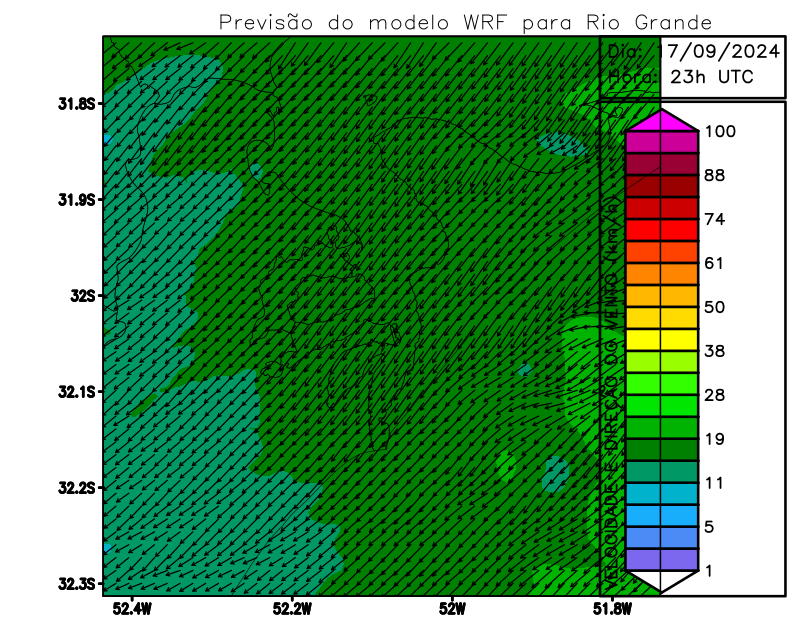 Previsão do modelo WRF para Rio Grande
Dia: 17/09/2024
Hora: 23h UTC
31.8S
31.9S
32S
32.1S
32.2S
32.3S
52.4W
52.2W
52W
51.8W
VELOCIDADE E DIREÇÃO DO VENTO (km/h)
100
88
74
61
50
38
28
19
11
5
1